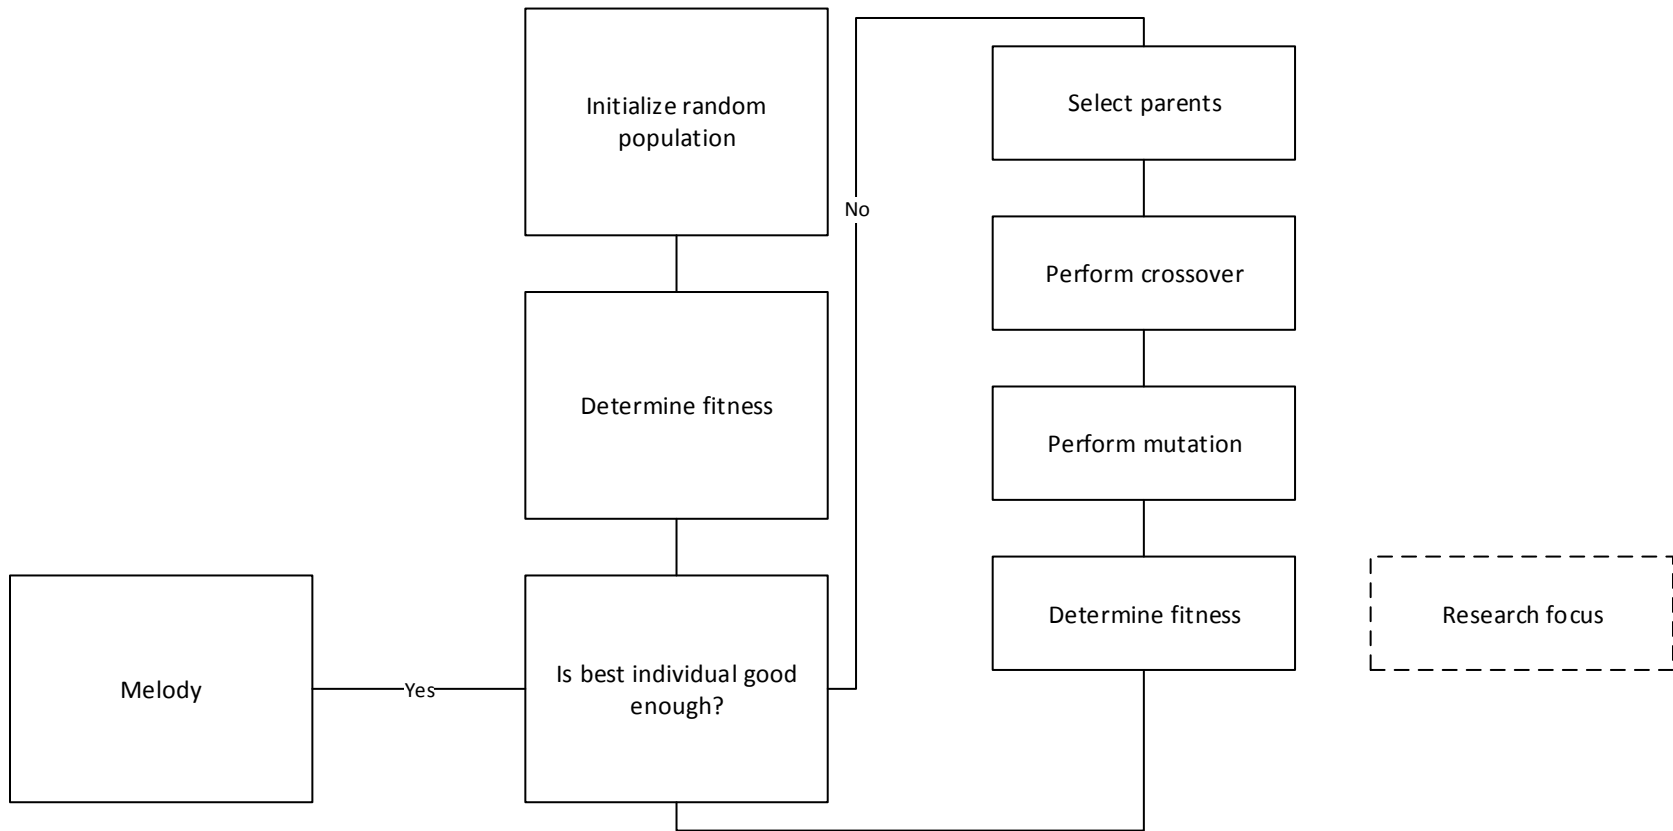 Initialize random
population
Determine fitness
Is best individual good
enough?
Yes
Melody
No
Select parents
Perform crossover
Perform mutation
Determine fitness
Research focus